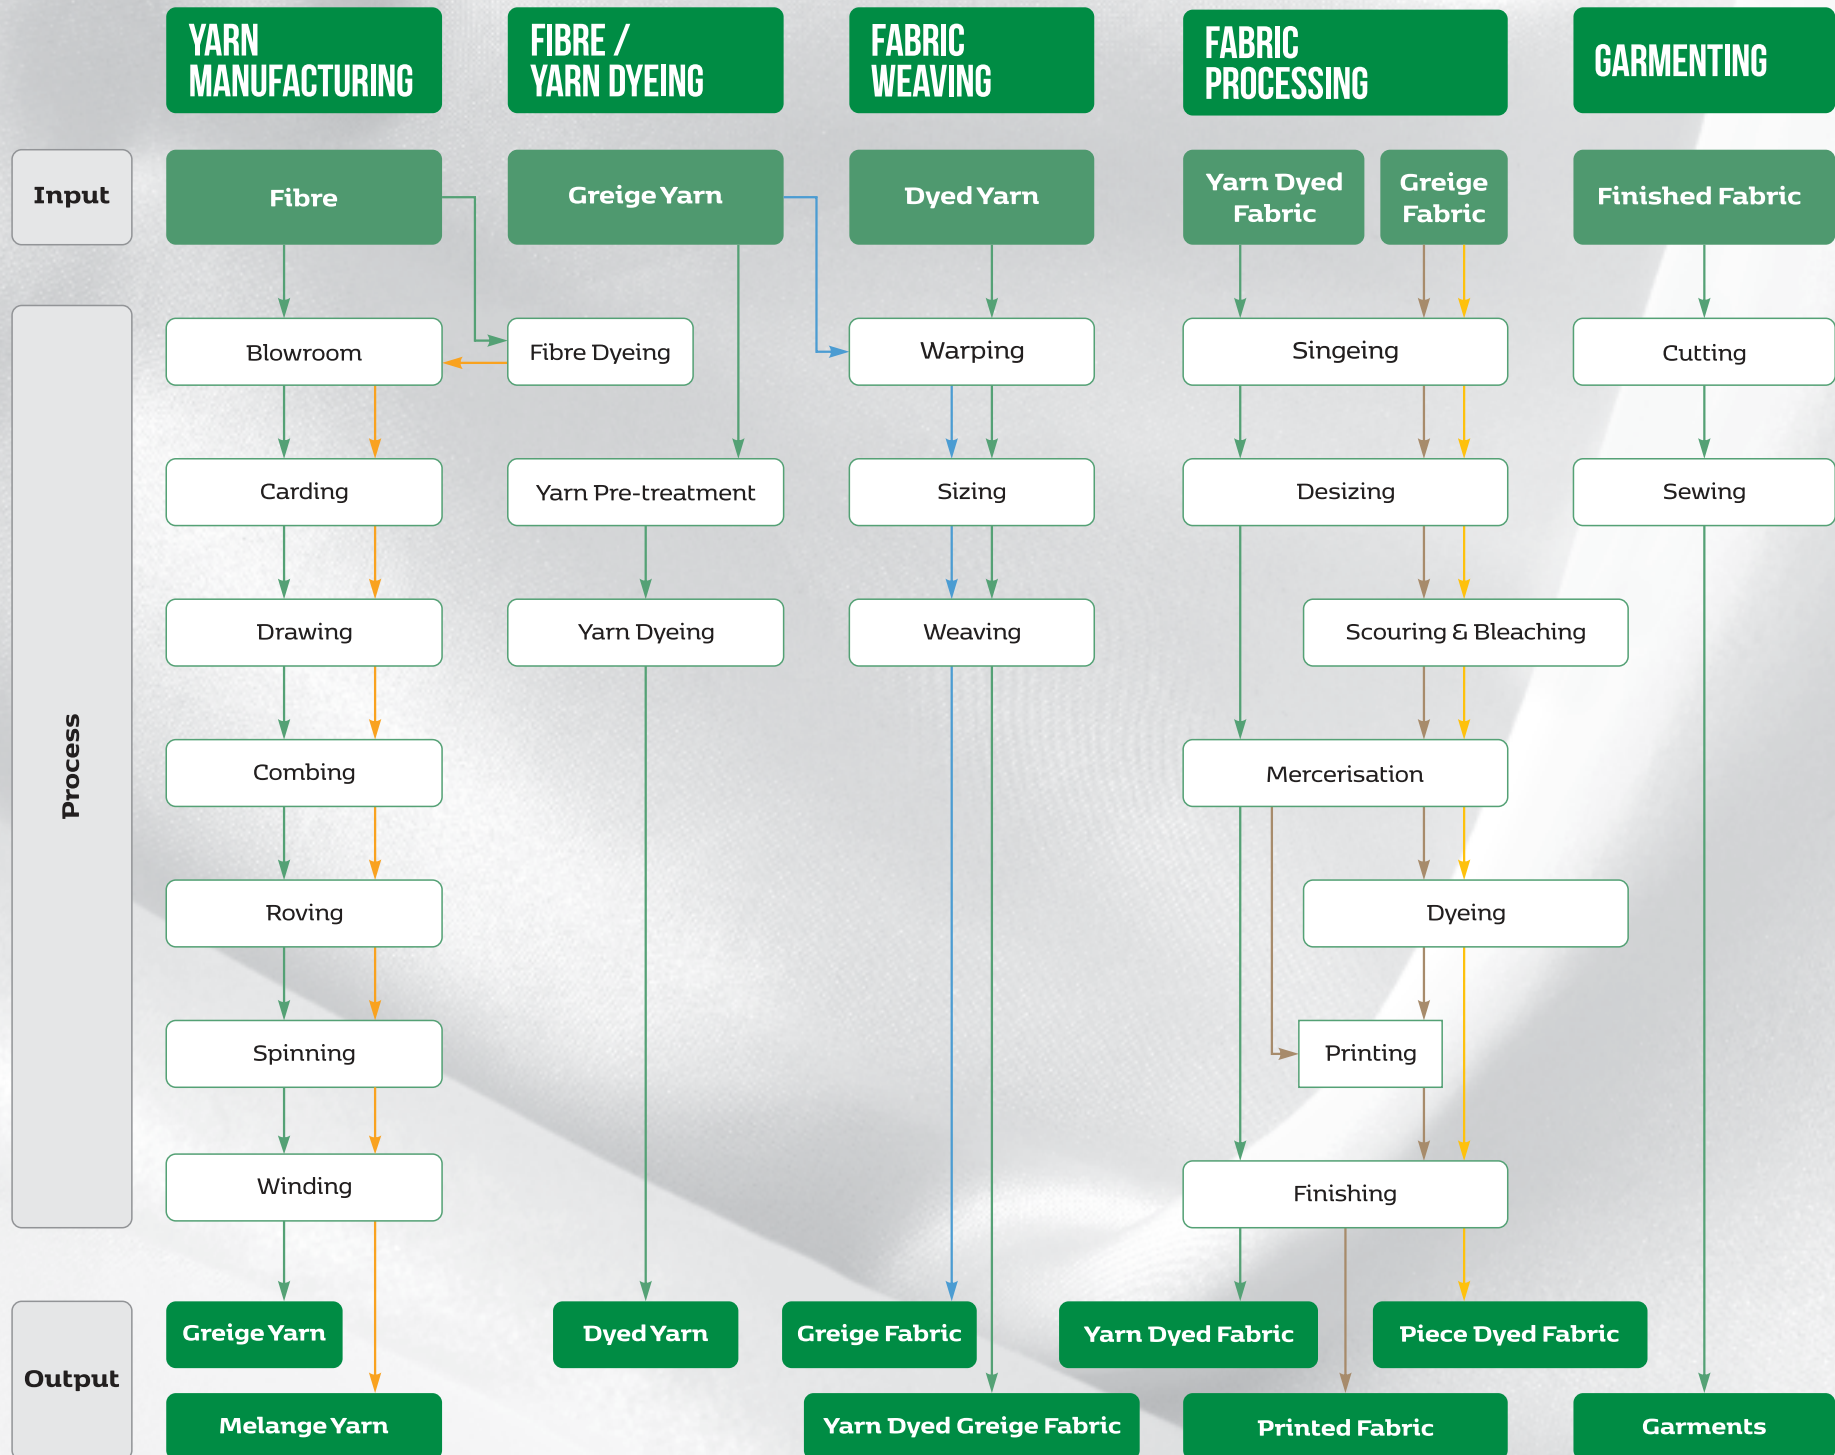 YARN
MANUFACTURING
FIBRE /
YARN DYEING
FABRIC
WEAVING
FABRIC
PROCESSING
GARMENTING
Input
Fibre
Greige Yarn
Dyed Yarn
Yarn Dyed
Fabric
Greige
Fabric
Finished Fabric
Process
Blowroom
Fibre Dyeing
Warping
Singeing
Cutting
Carding
Yarn Pre-treatment
Sizing
Desizing
Sewing
Drawing
Yarn Dyeing
Weaving
Scouring & Bleaching
Combing
Mercerisation
Roving
Dyeing
Spinning
Printing
Winding
Finishing
Output
Greige Yarn
Dyed Yarn
Greige Fabric
Yarn Dyed Fabric
Piece Dyed Fabric
Melange Yarn
Yarn Dyed Greige Fabric
Printed Fabric
Garments